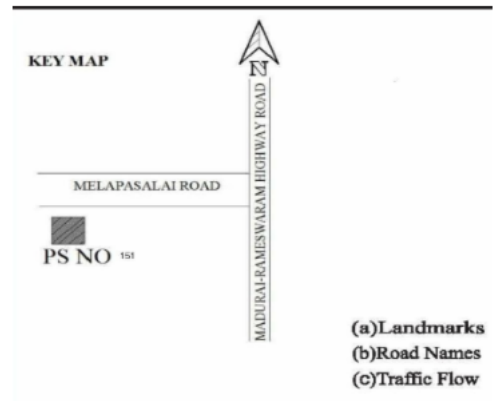 KEY MAP
N
MADURAI-RAMESWARAM HIGHWAY ROAD
MELAPASALAI ROAD
PS NO 151
(a)Landmarks
(b)Road Names
(c)Traffic Flow